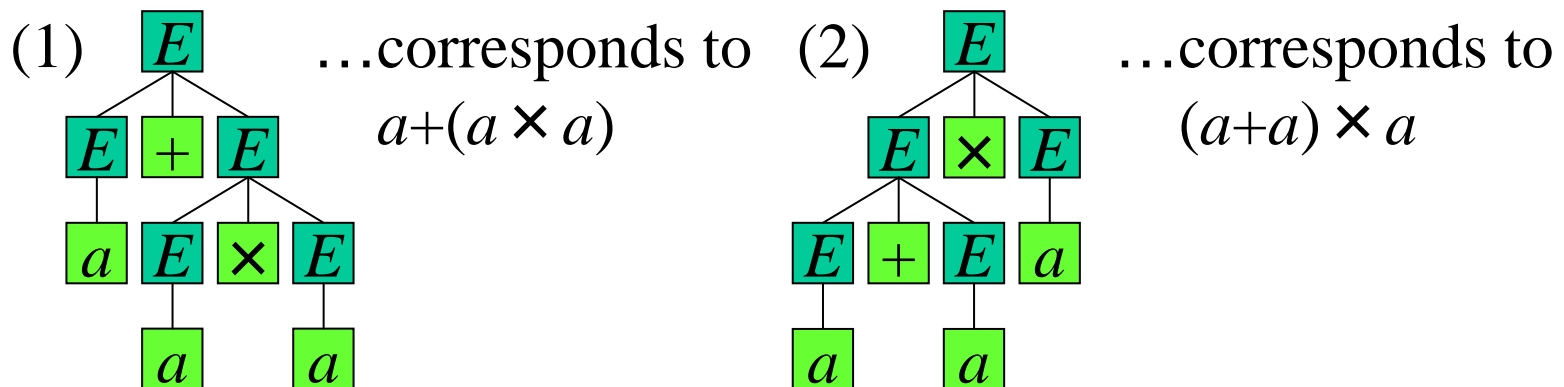 (1) E …corresponds to (2) E …corresponds to
E + E a+(a × a) E × E (a+a) × a
a E × E E + E a
a a a a